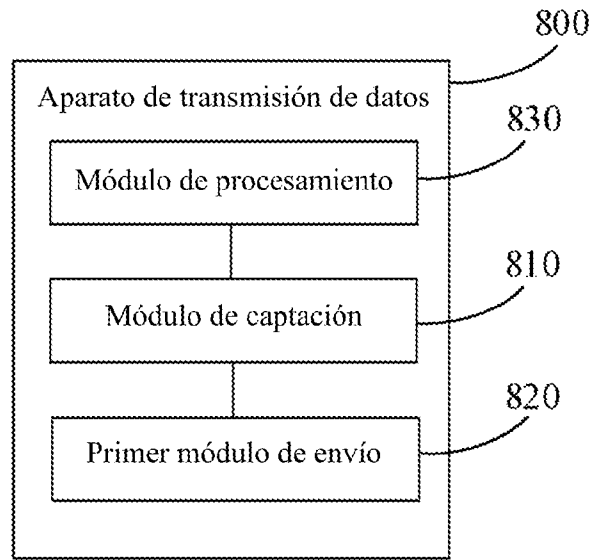 800
Aparato de transmisión de datos
830
Módulo de procesamiento
810
Módulo de captación
820
Primer módulo de envío